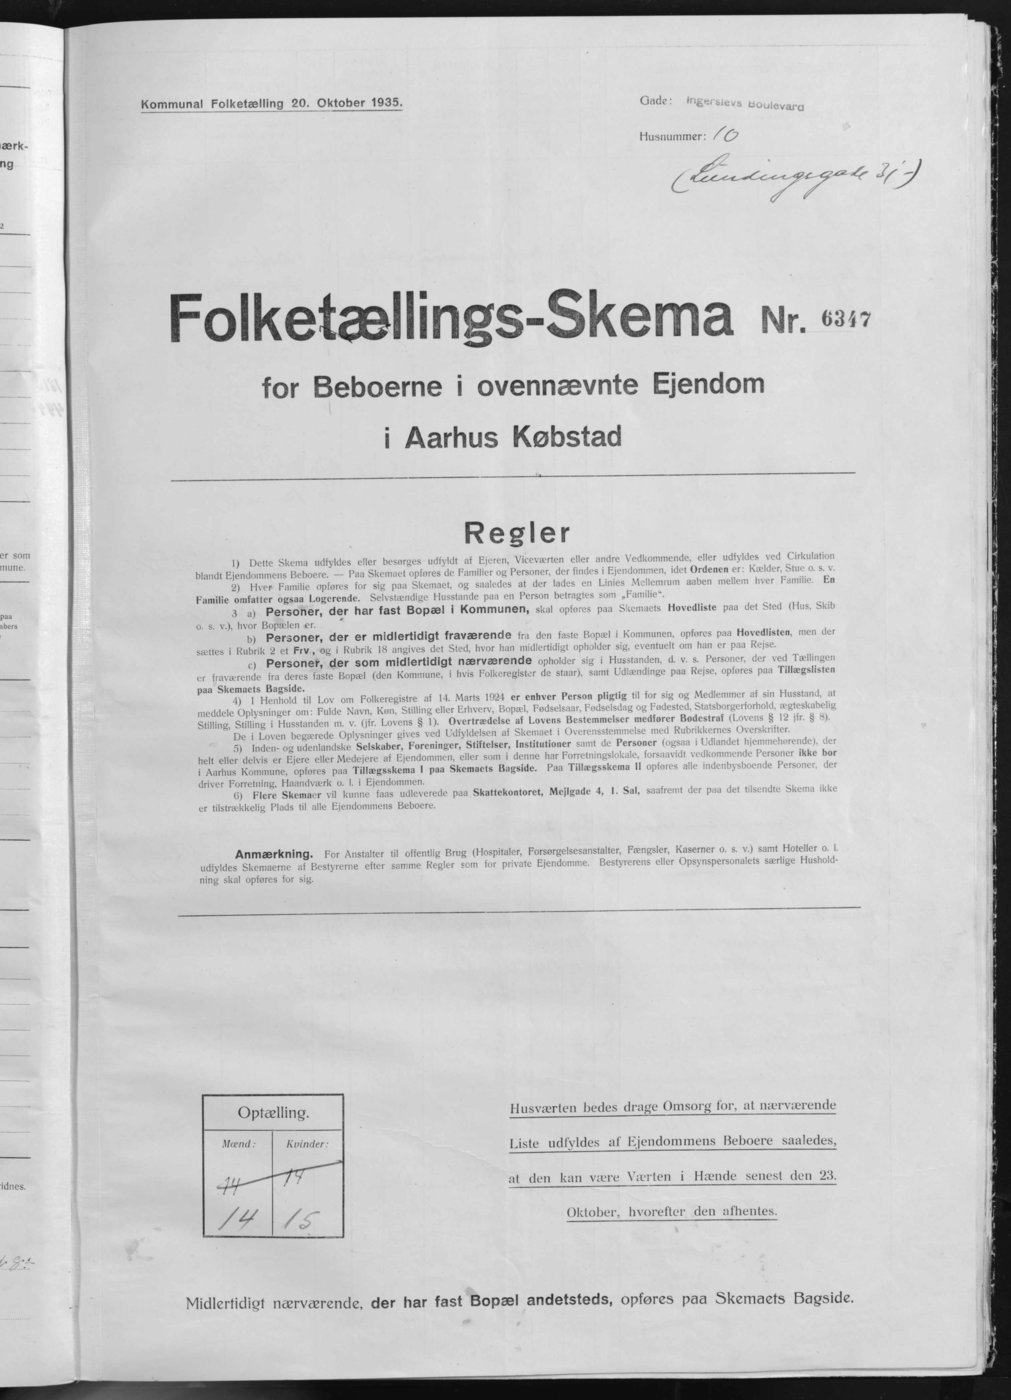 Kommunal Folketælling 20. Oktober 1935.
Gade: Ingerslevs Boulevard
Husnummer: 10
(Lundingsgade 31-)
Folketællings-Skema Nr. 6347
for Beboerne i ovennævnte Ejendom
i Aarhus Købstad
Regler
1) Dette Skema udfyldes eller besørges udfyldt af Ejeren, Viceværten eller andre Vedkommende, eller udfyldes ved Cirkulation
blandt Ejendommens Beboere. — Paa Skemaet opføres de Familier og Personer, der findes i Ejendommen, idet Ordenen er: Kælder, Stue o. s. v.
2) Hver Familie opføres for sig paa Skemaet, og saaledes at der lades en Linies Mellemrum aaben mellem hver Familie. En
Familie omfatter ogsaa Logerende. Selvstændige Husstande paa en Person betragtes som „Familie“.
3 a) Personer, der har fast Bopæl i Kommunen, skal opføres paa Skemaets Hovedliste paa det Sted (Hus, Skib
o. s. v.), hvor Bopælen er.
b) Personer, der er midlertidigt fraværende fra den faste Bopæl i Kommunen, opføres paa Hovedlisten, men der
sættes i Rubrik 2 et Frv., og i Rubrik 18 angives det Sted, hvor han midlertidigt opholder sig, eventuelt om han er paa Rejse.
c) Personer, der som midlertidigt nærværende opholder sig i Husstanden, d. v. s. Personer, der ved Tællingen
er fraværende fra deres faste Bopæl (den Kommune, i hvis Folkeregister de staar), samt Udlændinge paa Rejse, opføres paa Tillægslisten
paa Skemaets Bagside.
4) I Henhold til Lov om Folkeregistre af 14. Marts 1924 er enhver Person pligtig til for sig og Medlemmer af sin Husstand, at
meddele Oplysninger om: Fulde Navn, Køn, Stilling eller Erhverv, Bopæl, Fødselsaar, Fødselsdag og Fødested, Statsborgerforhold, ægteskabelig
Stilling, Stilling i Husstanden m. v. (jfr. Lovens § 1). Overtrædelse af Lovens Bestemmelser medfører Bødestraf (Lovens § 12 jfr. § 8).
De i Loven begærede Oplysninger gives ved Udfyldelsen af Skemaet i Overensstemmelse med Rubrikkernes Overskrifter.
5) Inden- og udenlandske Selskaber, Foreninger, Stiftelser, Institutioner samt de Personer (ogsaa i Udlandet hjemmehørende), der
helt eller delvis er Ejere eller Medejere af Ejendommen, eller som i denne har Forretningslokale, forsaavidt vedkommende Personer ikke bor
i Aarhus Kommune, opføres paa Tillægsskema I paa Skemaets Bagside. Paa Tillægsskema II opføres alle indenbysboende Personer, der
driver Forretning, Haandværk o. l. i Ejendommen.
6) Flere Skemaer vil kunne faas udleverede paa Skattekontoret, Mejlgade 4, 1. Sal, saafremt der paa det tilsendte Skema ikke
er tilstrækkelig Plads til alle Ejendommens Beboere.
Anmærkning. For Anstalter til offentlig Brug (Hospitaler, Forsørgelsesanstalter, Fængsler, Kaserner o. s. v.) samt Hoteller o. l.
udfyldes Skemaerne af Bestyrerne efter samme Regler som for private Ejendomme. Bestyrerens eller Opsynspersonalets særlige Hushold-
ning skal opføres for sig.
Optælling.
Mænd: Kvinder:
14 14
14 15
Husværten bedes drage Omsorg for, at nærværende
Liste udfyldes af Ejendommens Beboere saaledes,
at den kan være Værten i Hænde senest den 23.
Oktober, hvorefter den afhentes.
Midlertidigt nærværende, der har fast Bopæl andetsteds, opføres paa Skemaets Bagside.